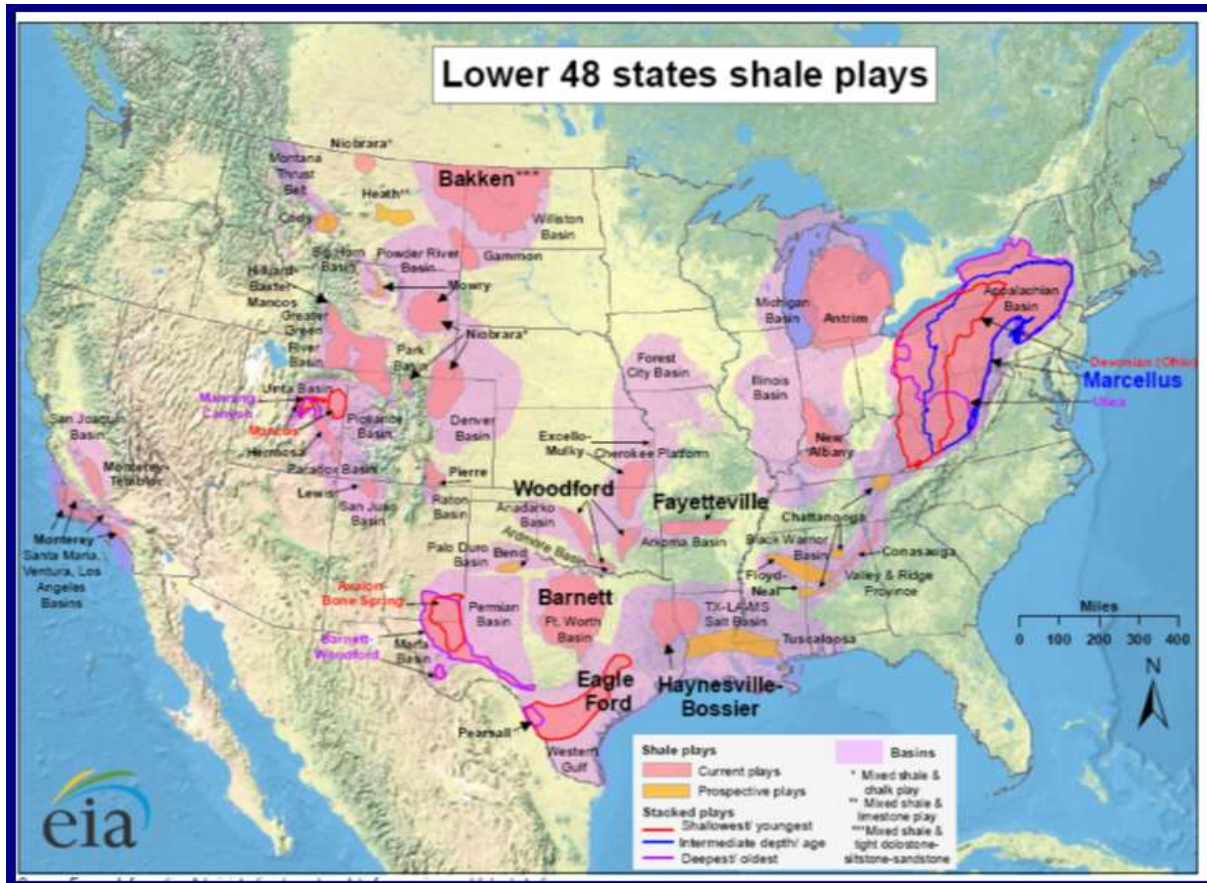 Lower 48 states shale plays
Niobrara*
Montana
Thrust
Belt
Bakken***
Heath**
Cody
Williston
Basin
Big Horn
Basin
Powder River
Basin
Gammon
Hilliard-
Baxter-
Mancos
Mowry
Greater
Green
River
Basin
Niobrara*
Park
Basin
Michigan
Basin
Antrim
Appalachian
Basin
Devonian (Ohio)
Marcellus
Utica
Forest
City Basin
Illinois
Basin
Uinta Basin
Manning
Canyon
Mancos
Piceance
Basin
Denver
Basin
San Joaquin
Basin
Hermosa
Paradox Basin
Excello-
Mulky
Cherokee Platform
New
Albany
Monterey-
Temblor
Lewis
San Juan
Basin
Pierre
Raton
Basin
Woodford
Anadarko
Basin
Fayetteville
Arkoma Basin
Chattanooga
Monterey
Santa Maria,
Ventura, Los
Angeles
Basins
Palo Duro
Basin
Bend
Ardmore Basin
Black Warrior
Basin
Conasauga
Floyd-
Neal
Valley & Ridge
Province
Avalon-
Bone Spring
Permian
Basin
Barnett
Ft. Worth
Basin
TX-LA-MS
Salt Basin
Tuscaloosa
Barnett-
Woodford
Marfa
Basin
Eagle
Ford
Haynesville-
Bossier
Pearsall
Western
Gulf
Miles
0 100 200 300 400
N
eia
Shale plays
Current plays
Prospective plays
Stacked plays
Shallowest/ youngest
Intermediate depth/ age
Deepest/ oldest
Basins
* Mixed shale &
chalk play
** Mixed shale &
limestone play
***Mixed shale &
tight dolostone-
siltstone-sandstone